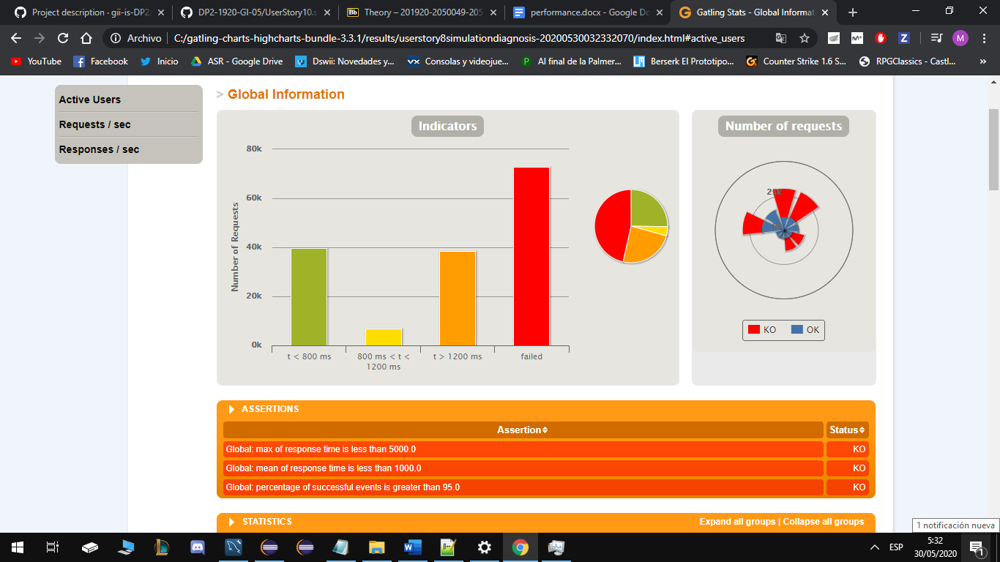 Project description · gii-is-DP2
DP2-1920-GI-05/UserStory10.s
Bb Theory – 201920-2050049-205
performance.docx - Google Do
Gatling Stats - Global Informat
Archivo C:/gatling-charts-highcharts-bundle-3.3.1/results/userstory8simulationdiagnosis-20200530032332070/index.html#active_users
M
YouTube
Facebook
Inicio
ASR - Google Drive
Dswii: Novedades y...
Consolas y videojue...
Al final de la Palmer...
Berserk El Prototipo...
Counter Strike 1.6 S...
RPGClassics - Castl...
»
Active Users
Requests / sec
Responses / sec
> Global Information
Indicators
Number of Requests
80k
60k
40k
20k
0k
t < 800 ms
800 ms < t <
1200 ms
t > 1200 ms
failed
Number of requests
KO
OK
ASSERTIONS
Assertion
Status
Global: max of response time is less than 5000.0
KO
Global: mean of response time is less than 1000.0
KO
Global: percentage of successful events is greater than 95.0
KO
STATISTICS
Expand all groups | Collapse all groups
1 notificación nueva
ESP
5:32
30/05/2020
1